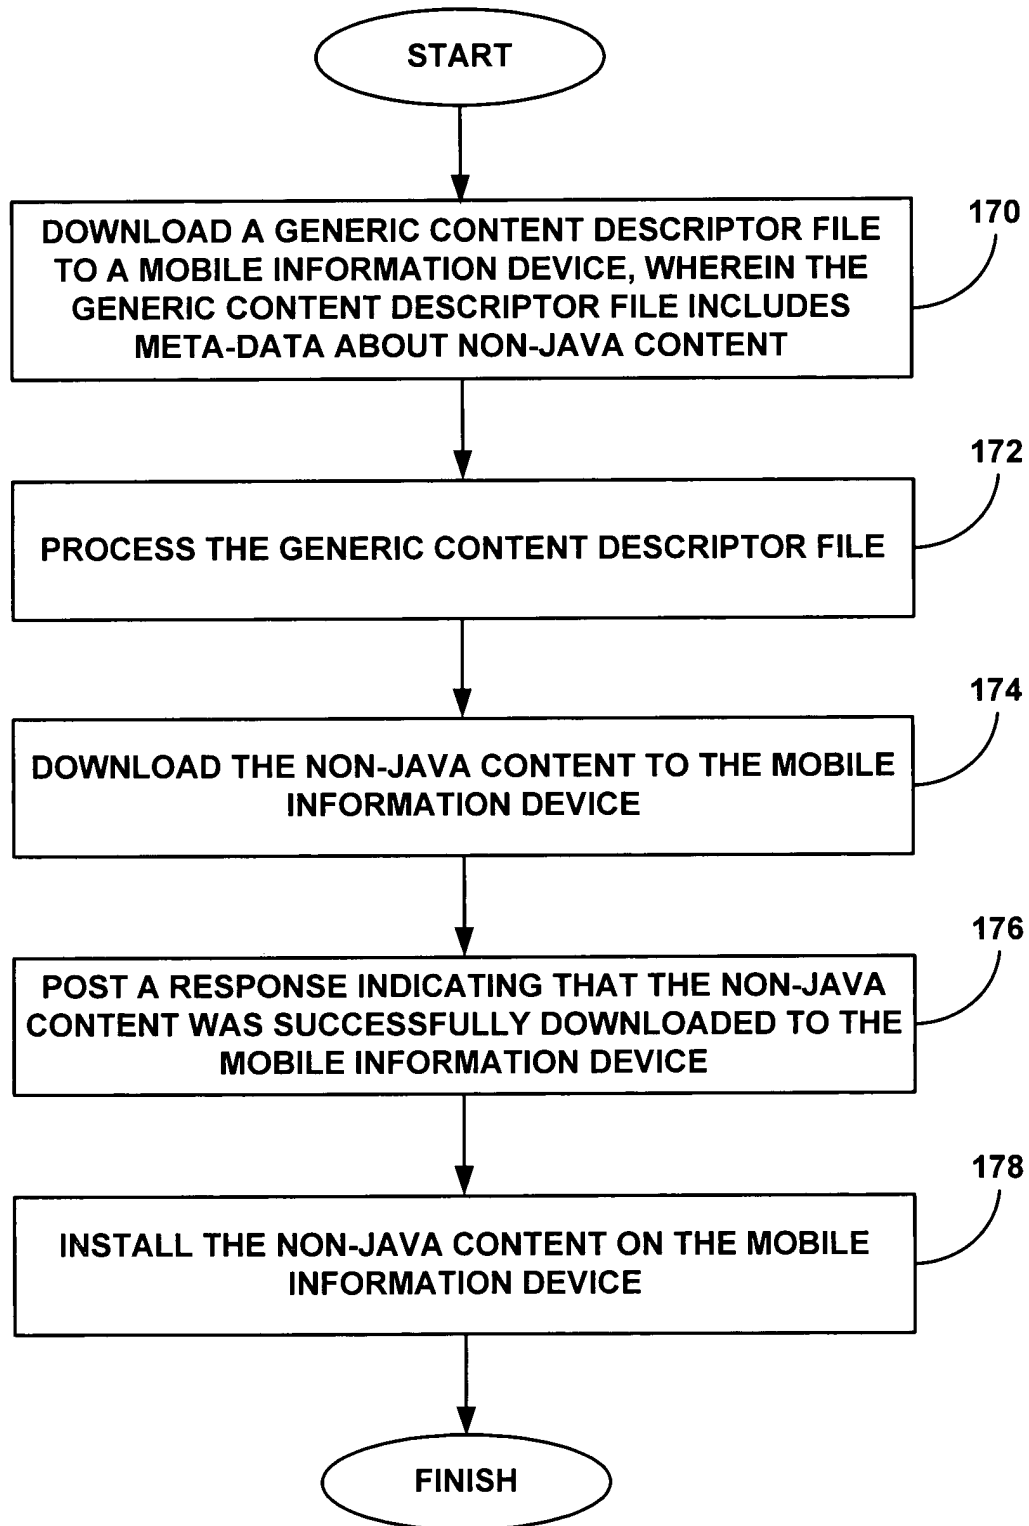 START
170
DOWNLOAD A GENERIC CONTENT DESCRIPTOR FILE
TO A MOBILE INFORMATION DEVICE, WHEREIN THE
GENERIC CONTENT DESCRIPTOR FILE INCLUDES
META-DATA ABOUT NON-JAVA CONTENT
172
PROCESS THE GENERIC CONTENT DESCRIPTOR FILE
174
DOWNLOAD THE NON-JAVA CONTENT TO THE MOBILE
INFORMATION DEVICE
176
POST A RESPONSE INDICATING THAT THE NON-JAVA
CONTENT WAS SUCCESSFULLY DOWNLOADED TO THE
MOBILE INFORMATION DEVICE
178
INSTALL THE NON-JAVA CONTENT ON THE MOBILE
INFORMATION DEVICE
FINISH